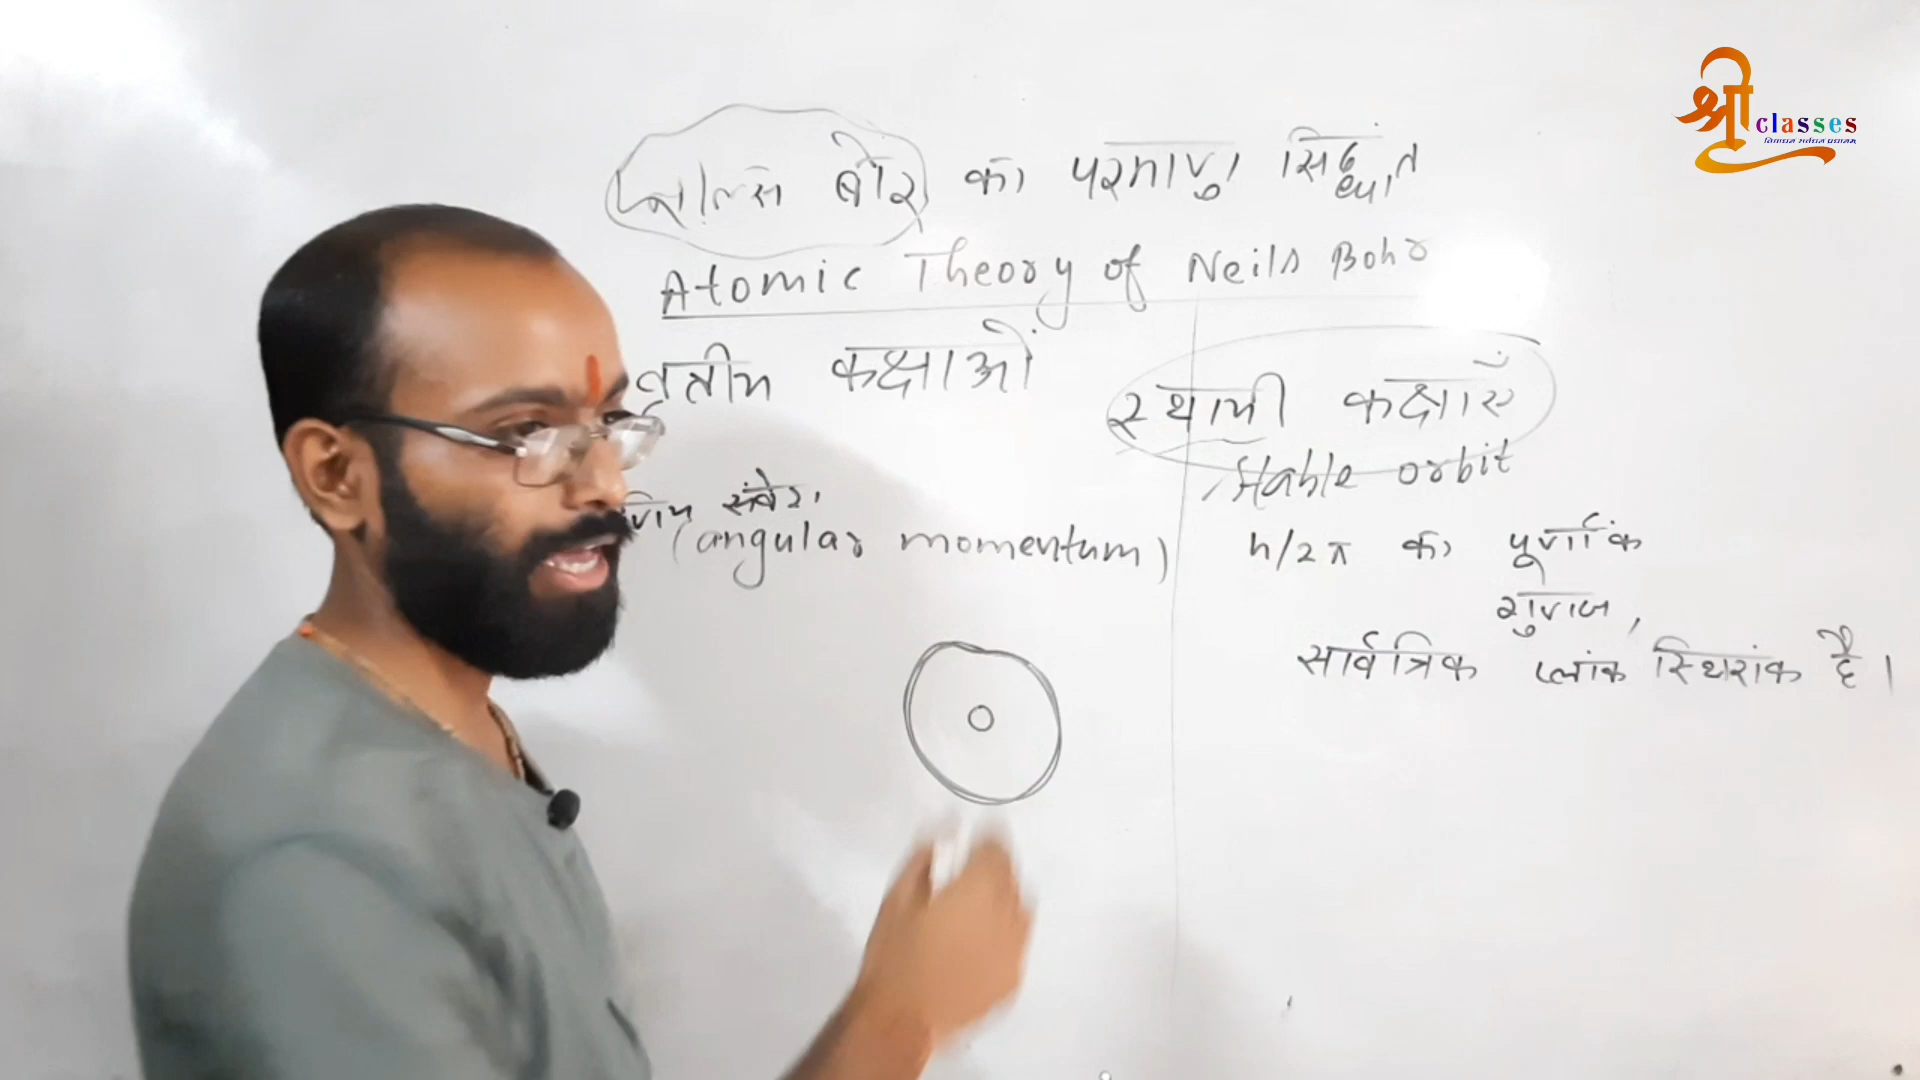 श्री classes
नील्स बोर का परमाणु सिद्धान्त
Atomic Theory of Neils Bohr
वृतीय कक्षाओं
स्थायी कक्षाएँ
Stable orbit
संवेग
(angular momentum)
h/2π का पूर्णांक
गुणज,
सार्वत्रिक प्लांक स्थिरांक है।